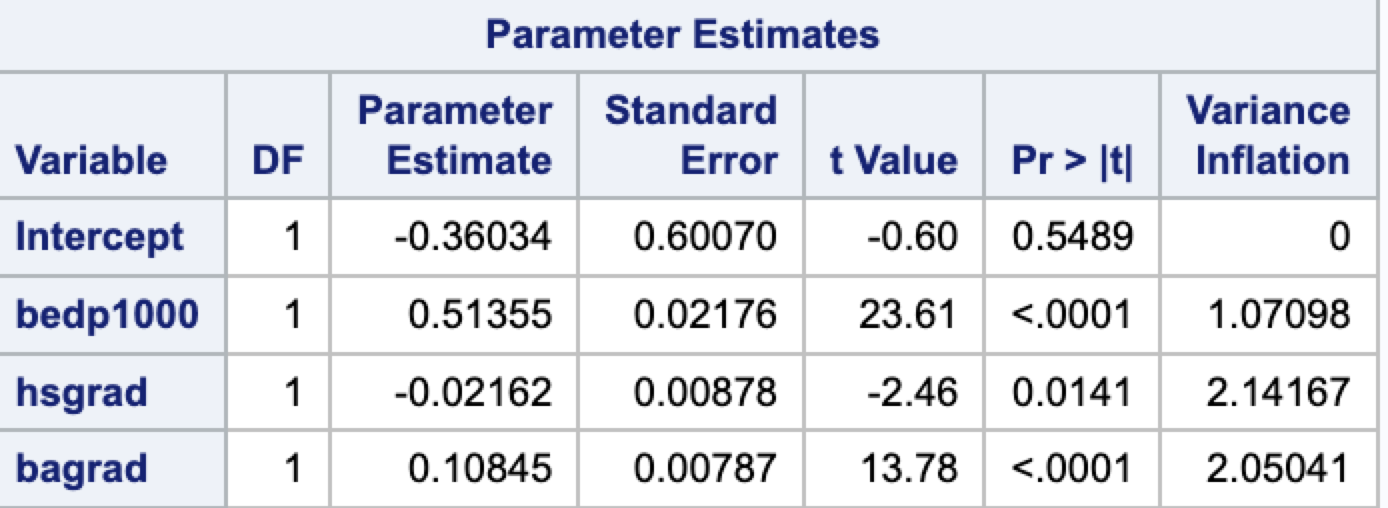 Parameter Estimates
Variable DF Parameter Estimate Standard Error t Value Pr > |t| Variance Inflation
Intercept 1 -0.36034 0.60070 -0.60 0.5489 0
bedp1000 1 0.51355 0.02176 23.61 <.0001 1.07098
hsgrad 1 -0.02162 0.00878 -2.46 0.0141 2.14167
bagrad 1 0.10845 0.00787 13.78 <.0001 2.05041